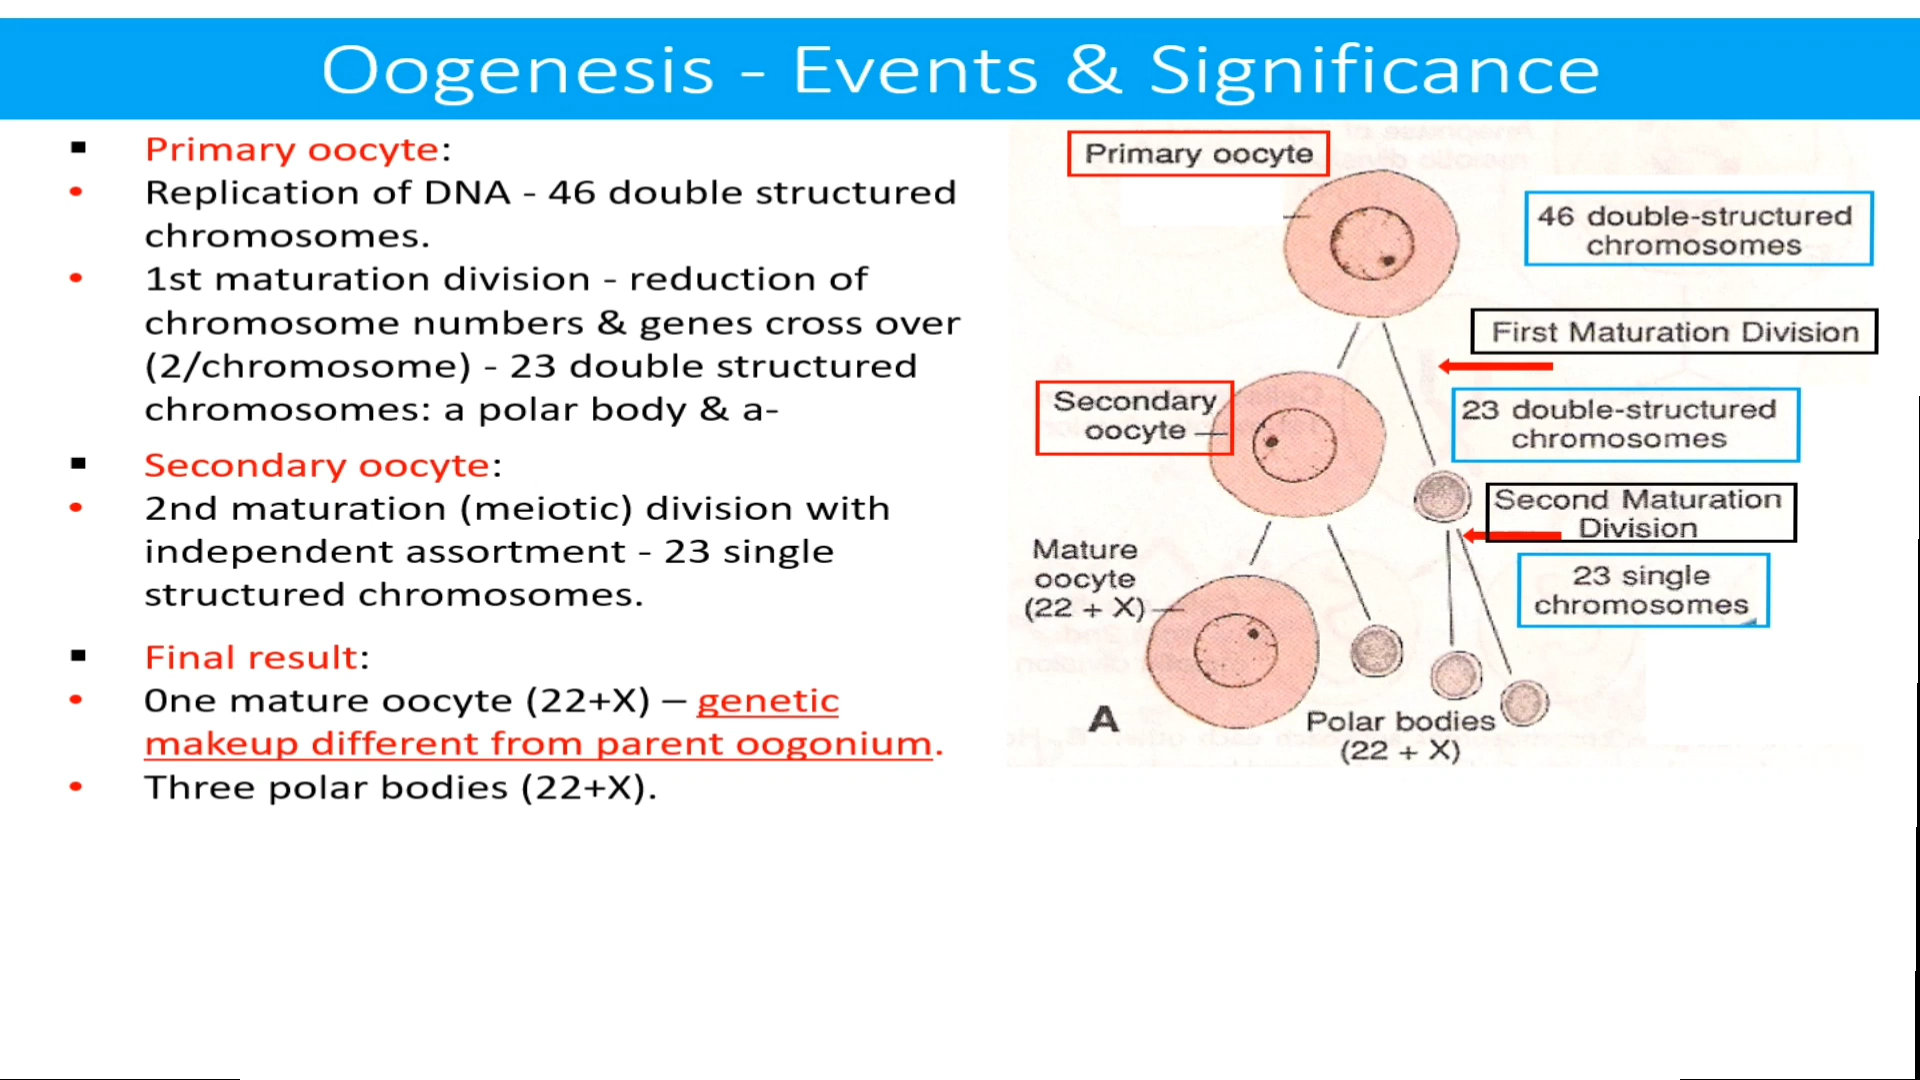 Oogenesis - Events & Significance
▪ Primary oocyte:
• Replication of DNA - 46 double structured
chromosomes.
• 1st maturation division - reduction of
chromosome numbers & genes cross over
(2/chromosome) - 23 double structured
chromosomes: a polar body & a-
▪ Secondary oocyte:
• 2nd maturation (meiotic) division with
independent assortment - 23 single
structured chromosomes.
▪ Final result:
• 0ne mature oocyte (22+X) – genetic
makeup different from parent oogonium.
• Three polar bodies (22+X).
Primary oocyte
46 double-structured
chromosomes
First Maturation Division
Secondary
oocyte
23 double-structured
chromosomes
Second Maturation
Division
Mature
oocyte
(22 + X)
23 single
chromosomes
A
Polar bodies
(22 + X)